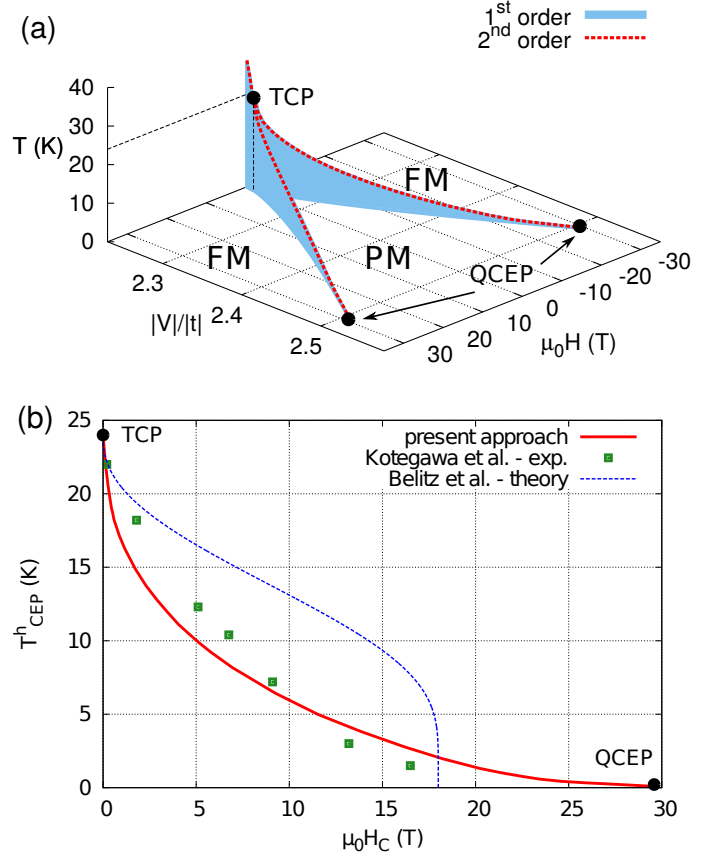 (a)
1st order
2nd order
40
TCP
T (K)
30
20
FM
10
0
FM
PM
-30
-20
2.3
QCEP
-10
0
|V|/|t|
2.4
10
20
μ0H (T)
2.5
30
(b)
25
TCP
present approach
Kotegawa et al. - exp.
Belitz et al. - theory
20
15
ThCEP (K)
10
5
QCEP
0
0 5 10 15 20 25 30
μ0HC (T)